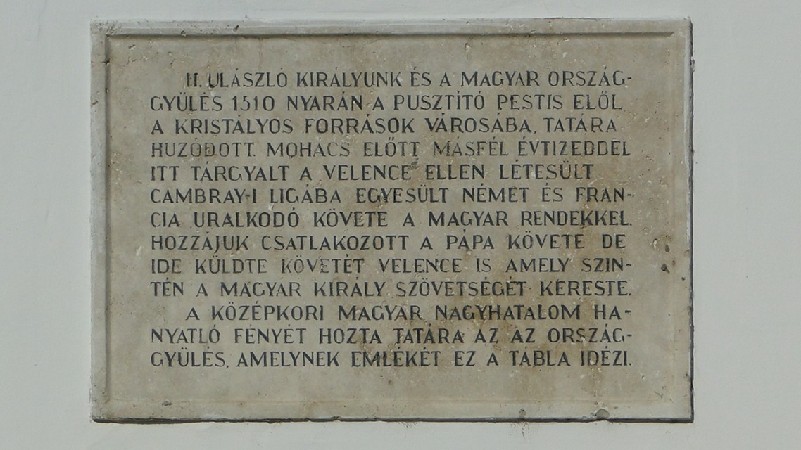 II. ULÁSZLÓ KIRÁLYUNK ÉS A MAGYAR ORSZÁG-
GYÜLÉS 1510 NYARÁN A PUSZTÍTÓ PESTIS ELŐL
A KRISTÁLYOS FORRÁSOK VÁROSÁBA, TATÁRA
HUZÓDOTT. MOHÁCS ELŐTT MÁSFÉL ÉVTIZEDDEL
ITT TÁRGYALT A VELENCE ELLEN LÉTESÜLT
CAMBRAY-I LIGÁBA EGYESÜLT NÉMET ÉS FRAN-
CIA URALKODÓ KÖVETE A MAGYAR RENDEKKEL.
HOZZÁJUK CSATLAKOZOTT A PÁPA KÖVETE DE
IDE KÜLDTE KÖVETÉT VELENCE IS AMELY SZIN-
TÉN A MAGYAR KIRÁLY SZÖVETSÉGÉT KERESTE.
A KÖZÉPKORI MAGYAR NAGYHATALOM HA-
NYATLÓ FÉNYÉT HOZTA TATÁRA AZ AZ ORSZÁG-
GYÜLÉS, AMELYNEK EMLÉKÉT EZ A TÁBLA IDÉZI.